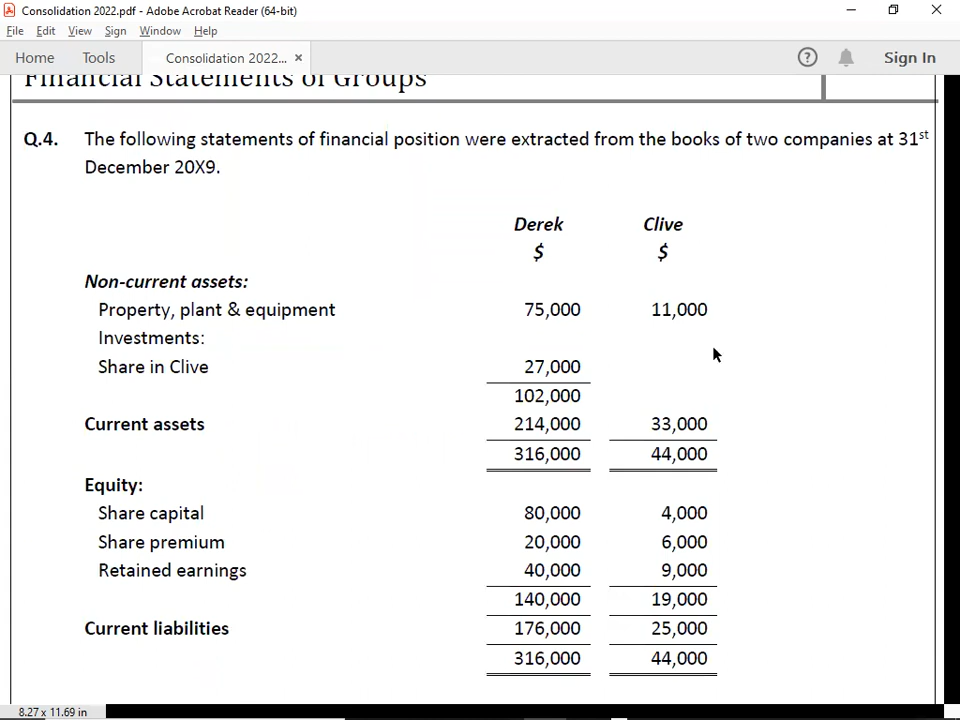 Consolidation 2022.pdf - Adobe Acrobat Reader (64-bit)
File Edit View Sign Window Help
Home Tools Consolidation 2022... × Sign In
Financial Statements of Groups
Q.4. The following statements of financial position were extracted from the books of two companies at 31st
December 20X9.
Derek Clive
$ $
Non-current assets:
Property, plant & equipment 75,000 11,000
Investments:
Share in Clive 27,000
102,000
Current assets 214,000 33,000
316,000 44,000
Equity:
Share capital 80,000 4,000
Share premium 20,000 6,000
Retained earnings 40,000 9,000
140,000 19,000
Current liabilities 176,000 25,000
316,000 44,000
8.27 x 11.69 in